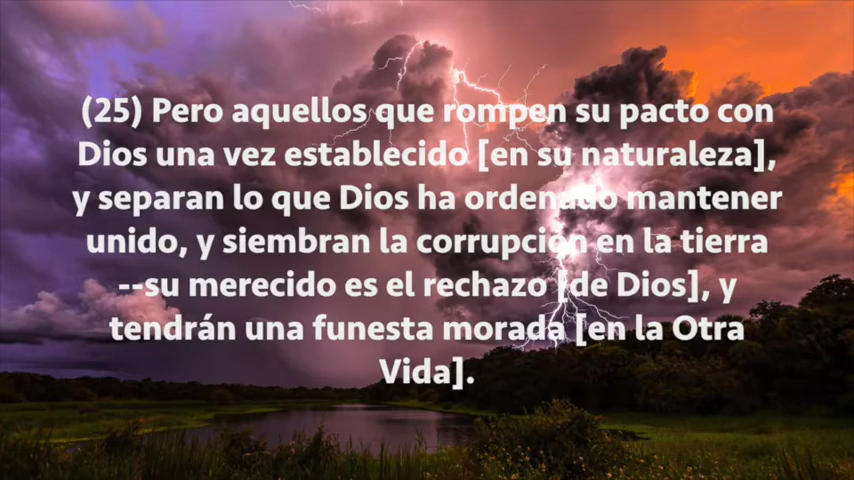 (25) Pero aquellos que rompen su pacto con
Dios una vez establecido [en su naturaleza],
y separan lo que Dios ha ordenado mantener
unido, y siembran la corrupción en la tierra
--su merecido es el rechazo [de Dios], y
tendrán una funesta morada [en la Otra
Vida].